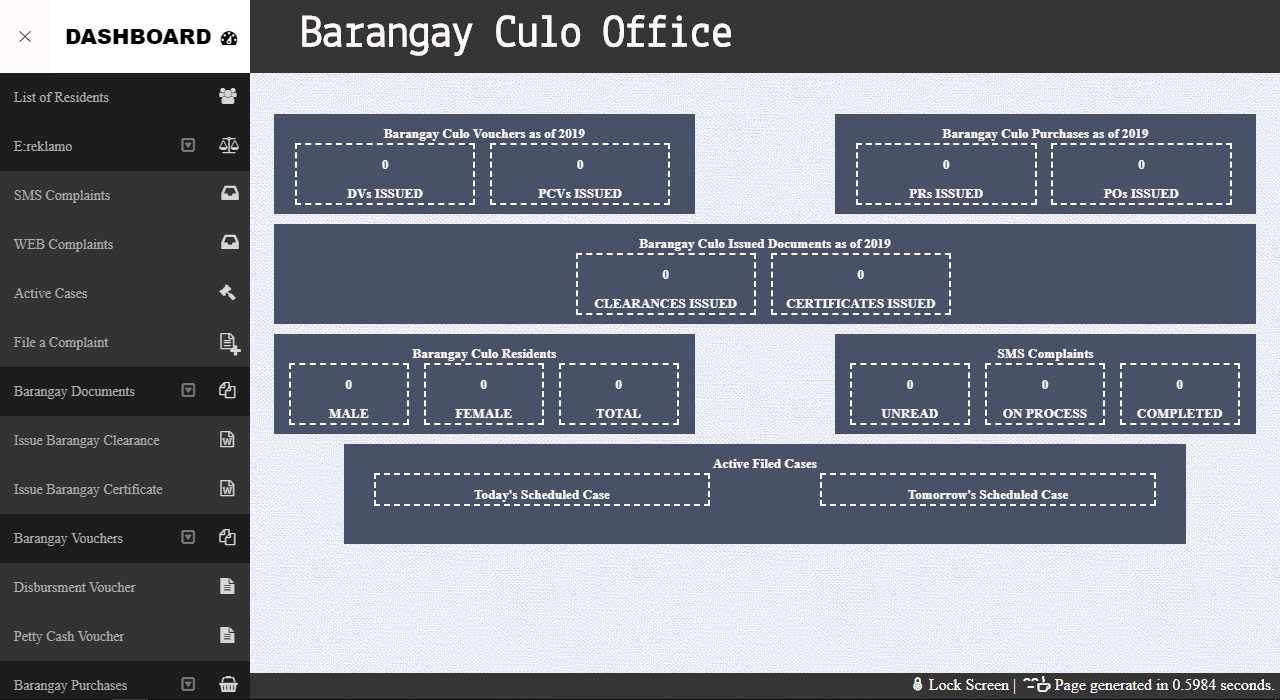 DASHBOARD
Barangay Culo Office
List of Residents
E:reklamo
SMS Complaints
WEB Complaints
Active Cases
File a Complaint
Barangay Documents
Issue Barangay Clearance
Issue Barangay Certificate
Barangay Vouchers
Disbursment Voucher
Petty Cash Voucher
Barangay Purchases
Barangay Culo Vouchers as of 2019
0
DVs ISSUED
0
PCVs ISSUED
Barangay Culo Purchases as of 2019
0
PRs ISSUED
0
POs ISSUED
Barangay Culo Issued Documents as of 2019
0
CLEARANCES ISSUED
0
CERTIFICATES ISSUED
Barangay Culo Residents
0
MALE
0
FEMALE
0
TOTAL
SMS Complaints
0
UNREAD
0
ON PROCESS
0
COMPLETED
Active Filed Cases
Today's Scheduled Case
Tomorrow's Scheduled Case
Lock Screen | Page generated in 0.5984 seconds.